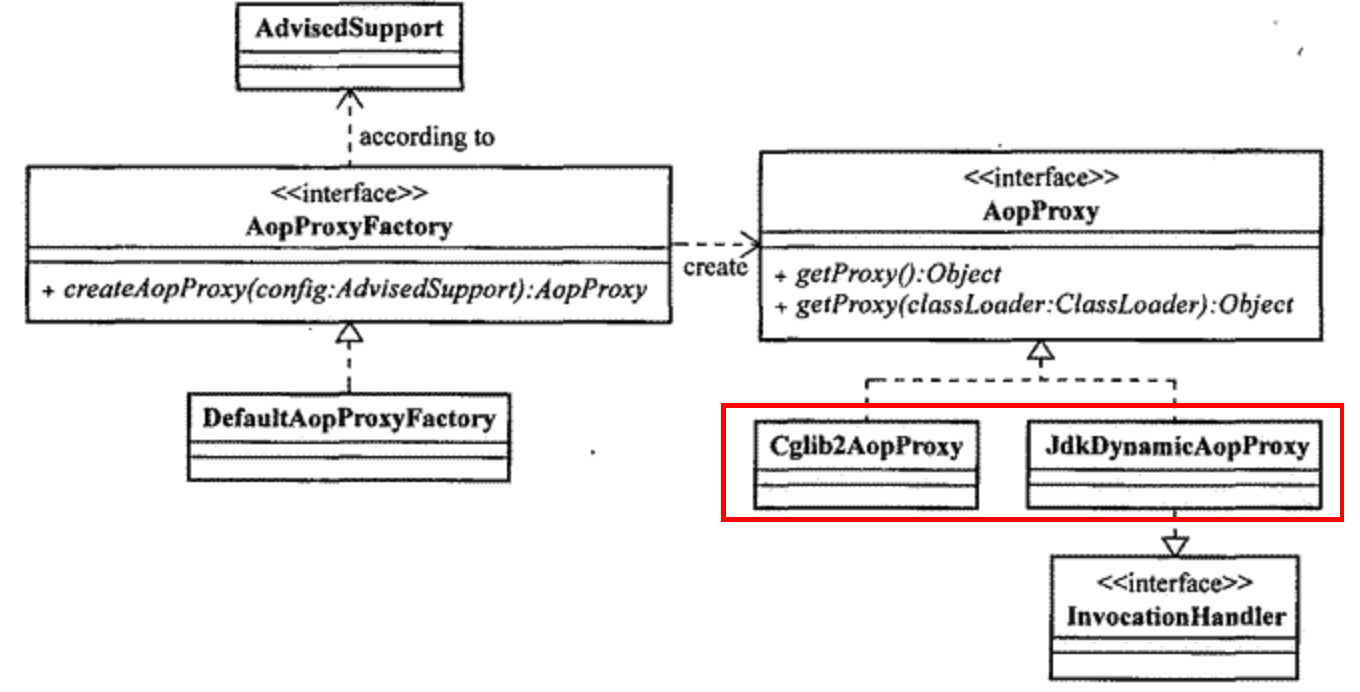 AdvisedSupport
according to
<<interface>>
AopProxyFactory
+ createAopProxy(config:AdvisedSupport):AopProxy
create
<<interface>>
AopProxy
+ getProxy():Object
+ getProxy(classLoader:ClassLoader):Object
DefaultAopProxyFactory
Cglib2AopProxy
JdkDynamicAopProxy
<<interface>>
InvocationHandler